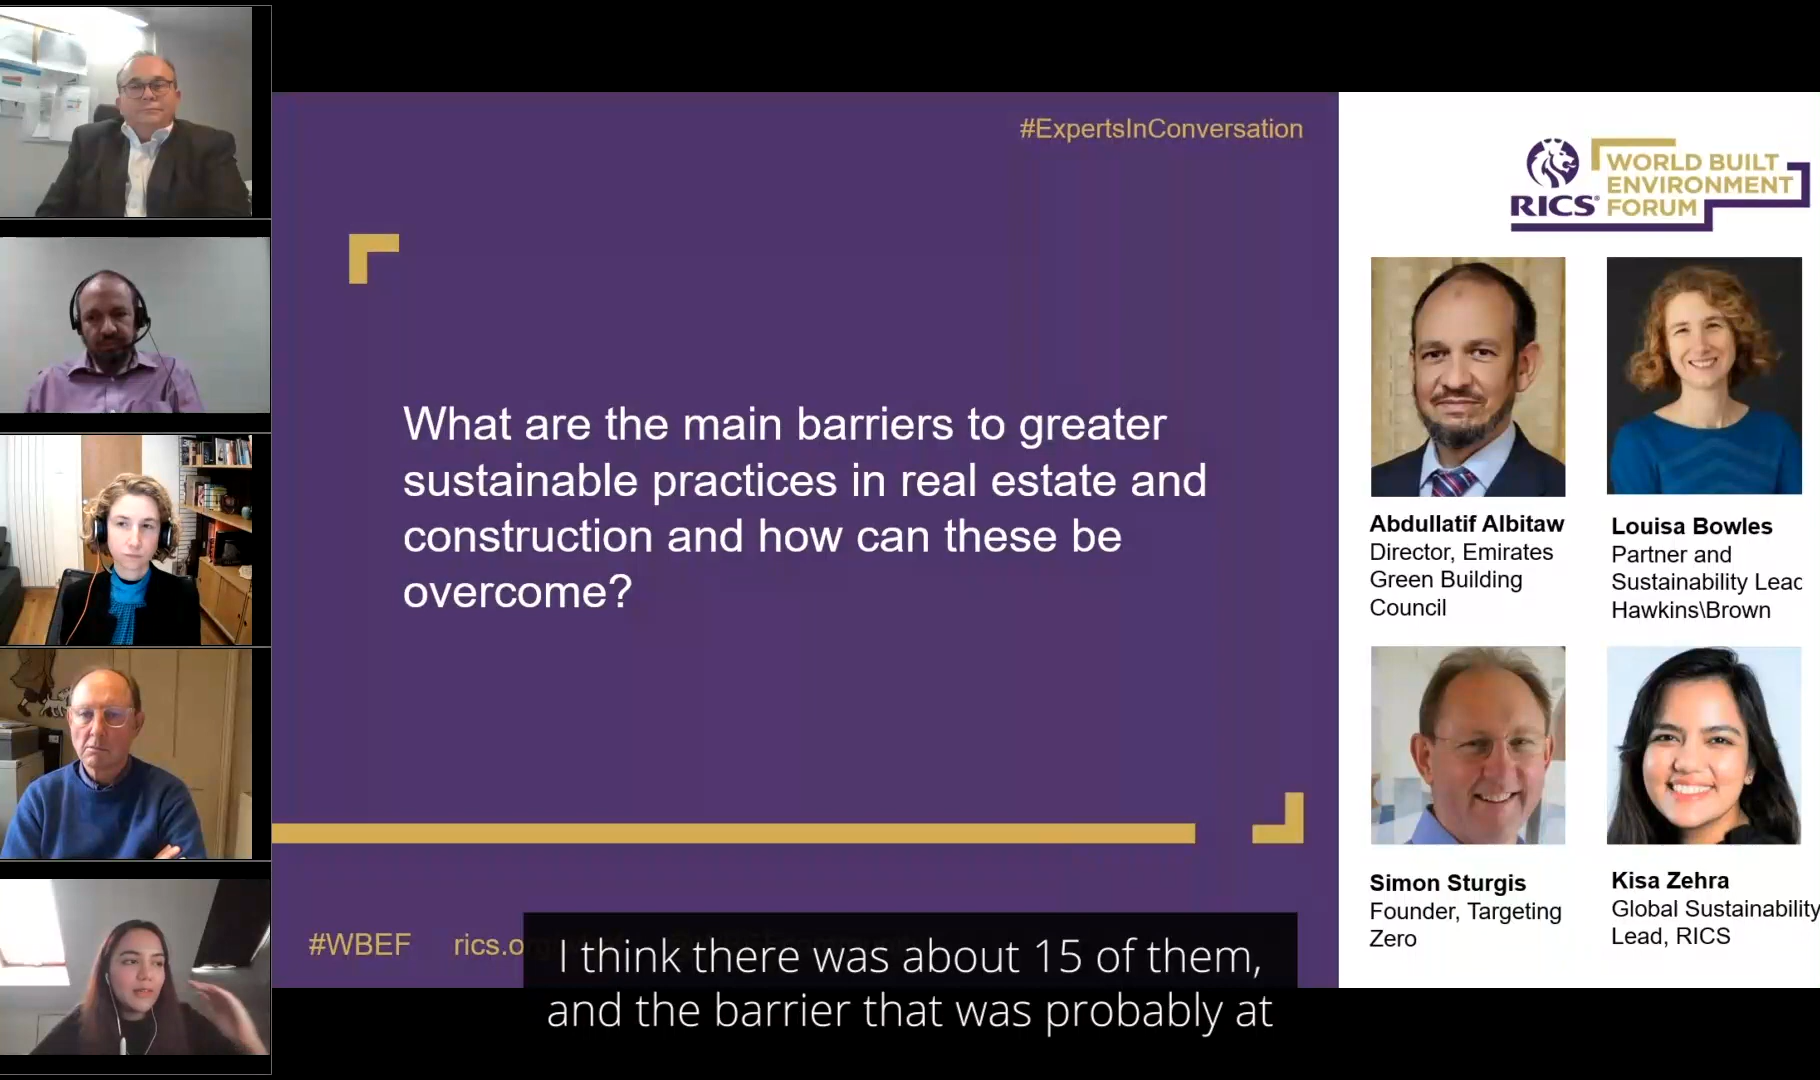 #ExpertsInConversation
What are the main barriers to greater
sustainable practices in real estate and
construction and how can these be
overcome?
#WBEF
rics.o
RICS
WORLD BUILT
ENVIRONMENT
FORUM
Abdullatif Albitaw
Director, Emirates
Green Building
Council
Louisa Bowles
Partner and
Sustainability Lead
Hawkins\Brown
Simon Sturgis
Founder, Targeting
Zero
Kisa Zehra
Global Sustainability
Lead, RICS
I think there was about 15 of them,
and the barrier that was probably at